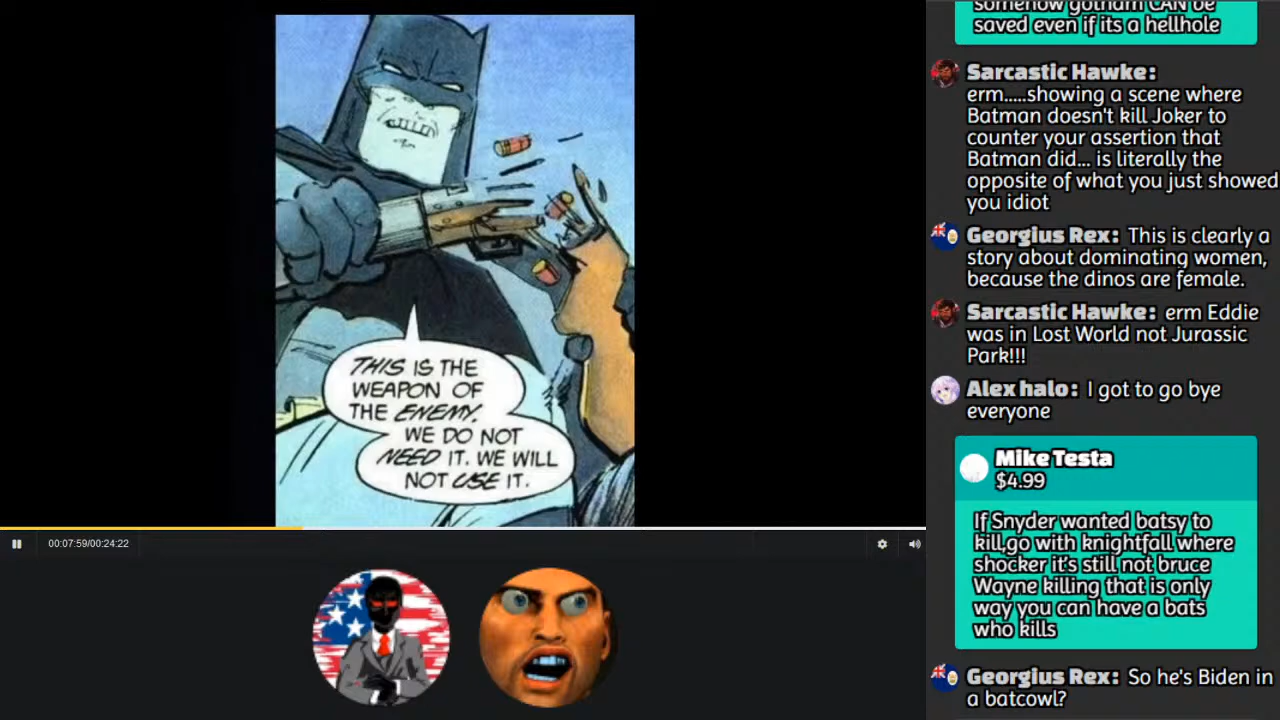 THIS IS THE
WEAPON OF
THE ENEMY.
WE DO NOT
NEED IT. WE WILL
NOT USE IT.
00:07:59/00:24:22
somehow gotham CAN be
saved even if its a hellhole
Sarcastic Hawke:
erm.....showing a scene where
Batman doesn't kill Joker to
counter your assertion that
Batman did... is literally the
opposite of what you just showed
you idiot
Georgius Rex: This is clearly a
story about dominating women,
because the dinos are female.
Sarcastic Hawke: erm Eddie
was in Lost World not Jurassic
Park!!!
Alex halo: I got to go bye
everyone
Mike Testa
$4.99
If Snyder wanted batsy to
kill,go with knightfall where
shocker it's still not bruce
Wayne killing that is only
way you can have a bats
who kills
Georgius Rex: So he's Biden in
a batcowl?